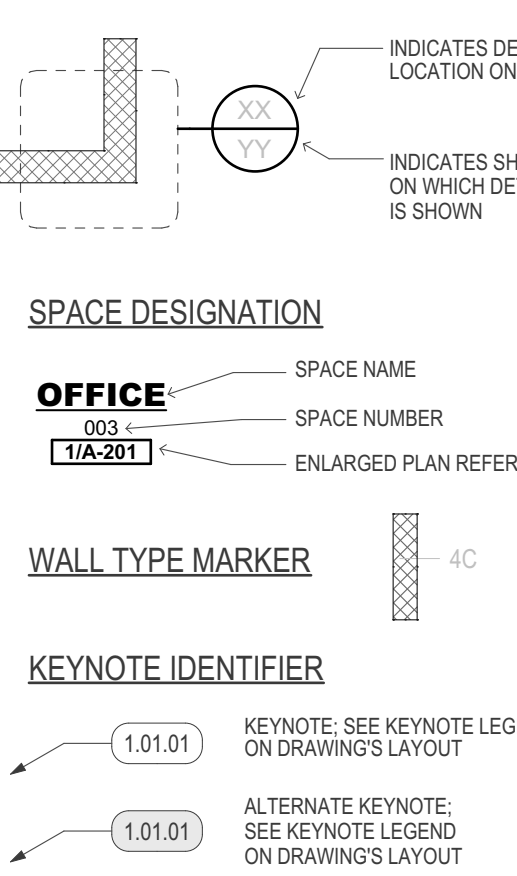 INDICATES DE
LOCATION ON
XX
YY
INDICATES SH
ON WHICH DE
IS SHOWN
SPACE DESIGNATION
OFFICE
003
1/A-201
SPACE NAME
SPACE NUMBER
ENLARGED PLAN REFER
WALL TYPE MARKER
4C
KEYNOTE IDENTIFIER
1.01.01
KEYNOTE; SEE KEYNOTE LEG
ON DRAWING'S LAYOUT
1.01.01
ALTERNATE KEYNOTE;
SEE KEYNOTE LEGEND
ON DRAWING'S LAYOUT